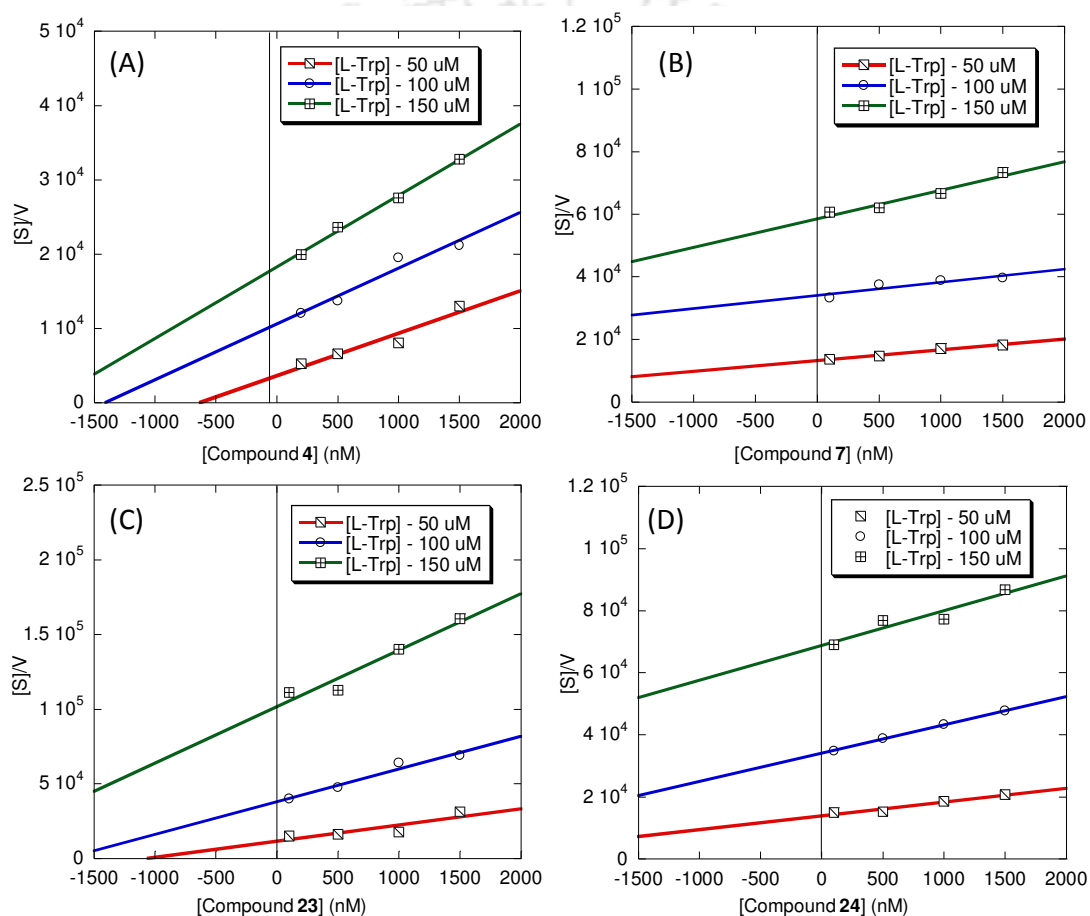 (A)
[L-Trp] - 50 uM
[L-Trp] - 100 uM
[L-Trp] - 150 uM
[S]/V
5 10⁴
4 10⁴
3 10⁴
2 10⁴
1 10⁴
0
-1500 -1000 -500 0 500 1000 1500 2000
[Compound 4] (nM)
(B)
[L-Trp] - 50 uM
[L-Trp] - 100 uM
[L-Trp] - 150 uM
[S]/V
1.2 10⁵
1 10⁵
8 10⁴
6 10⁴
4 10⁴
2 10⁴
0
-1500 -1000 -500 0 500 1000 1500 2000
[Compound 7] (nM)
(C)
[L-Trp] - 50 uM
[L-Trp] - 100 uM
[L-Trp] - 150 uM
[S]/V
2.5 10⁵
2 10⁵
1.5 10⁵
1 10⁵
5 10⁴
0
-1500 -1000 -500 0 500 1000 1500 2000
[Compound 23] (nM)
(D)
[L-Trp] - 50 uM
[L-Trp] - 100 uM
[L-Trp] - 150 uM
[S]/V
1.2 10⁵
1 10⁵
8 10⁴
6 10⁴
4 10⁴
2 10⁴
0
-1500 -1000 -500 0 500 1000 1500 2000
[Compound 24] (nM)